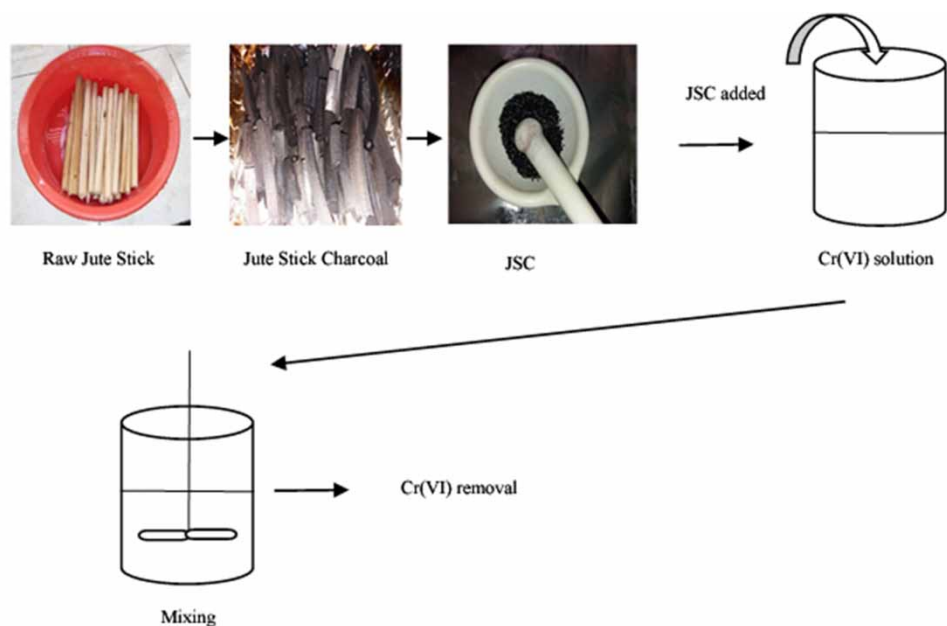 JSC added
Raw Jute Stick
Jute Stick Charcoal
JSC
Cr(VI) solution
Cr(VI) removal
Mixing